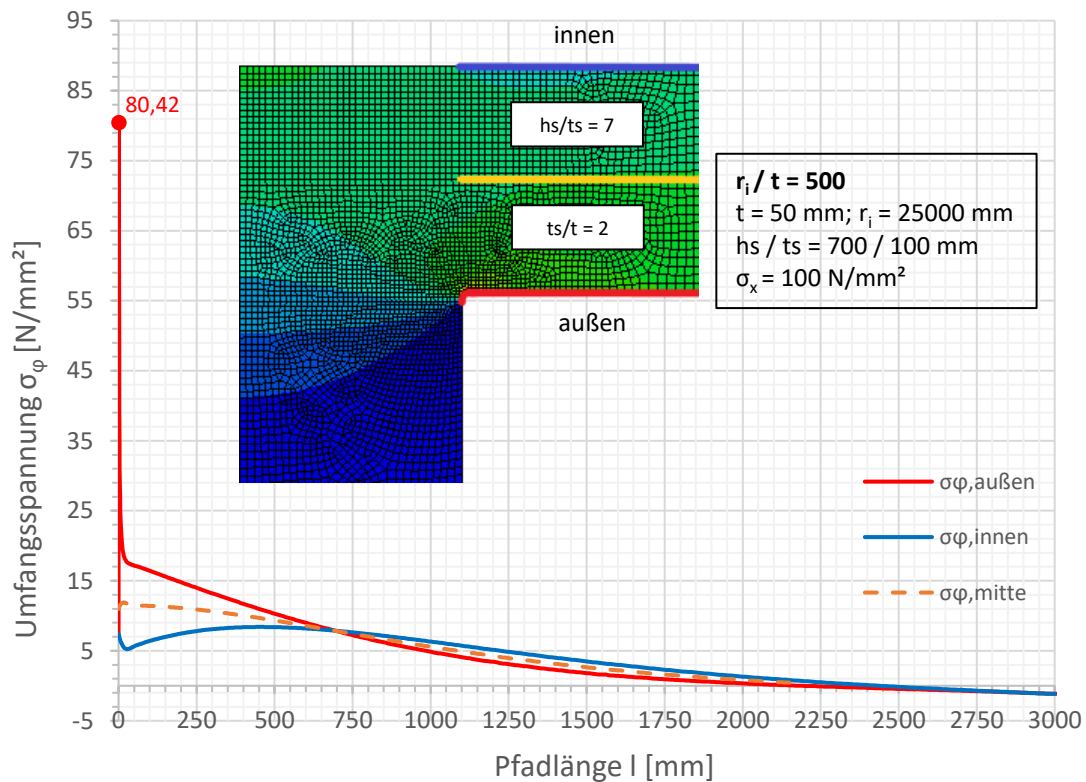 95
85
75
65
55
45
35
25
15
5
-5
Umfangsspannung σφ [N/mm²]
80,42
innen
hs/ts = 7
ts/t = 2
außen
ri / t = 500
t = 50 mm; ri = 25000 mm
hs / ts = 700 / 100 mm
σx = 100 N/mm²
σφ,außen
σφ,innen
σφ,mitte
0 250 500 750 1000 1250 1500 1750 2000 2250 2500 2750 3000
Pfadlänge l [mm]